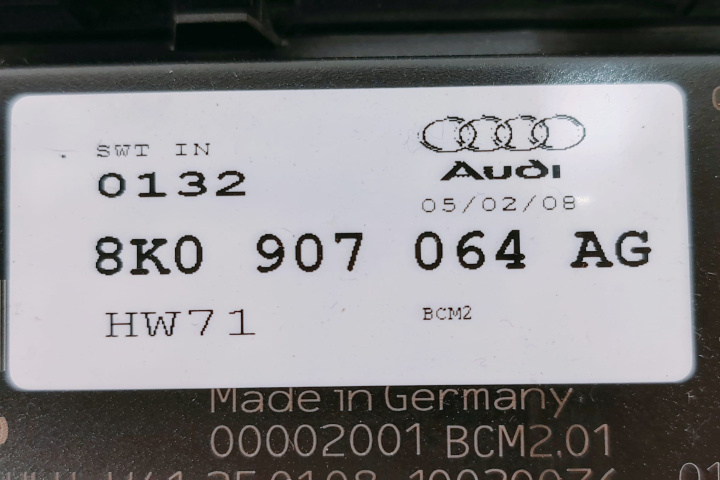 SWT IN
0132
Audi
05/02/08
8K0 907 064 AG
HW71
BCM2
Made in Germany
00002001 BCM2.01